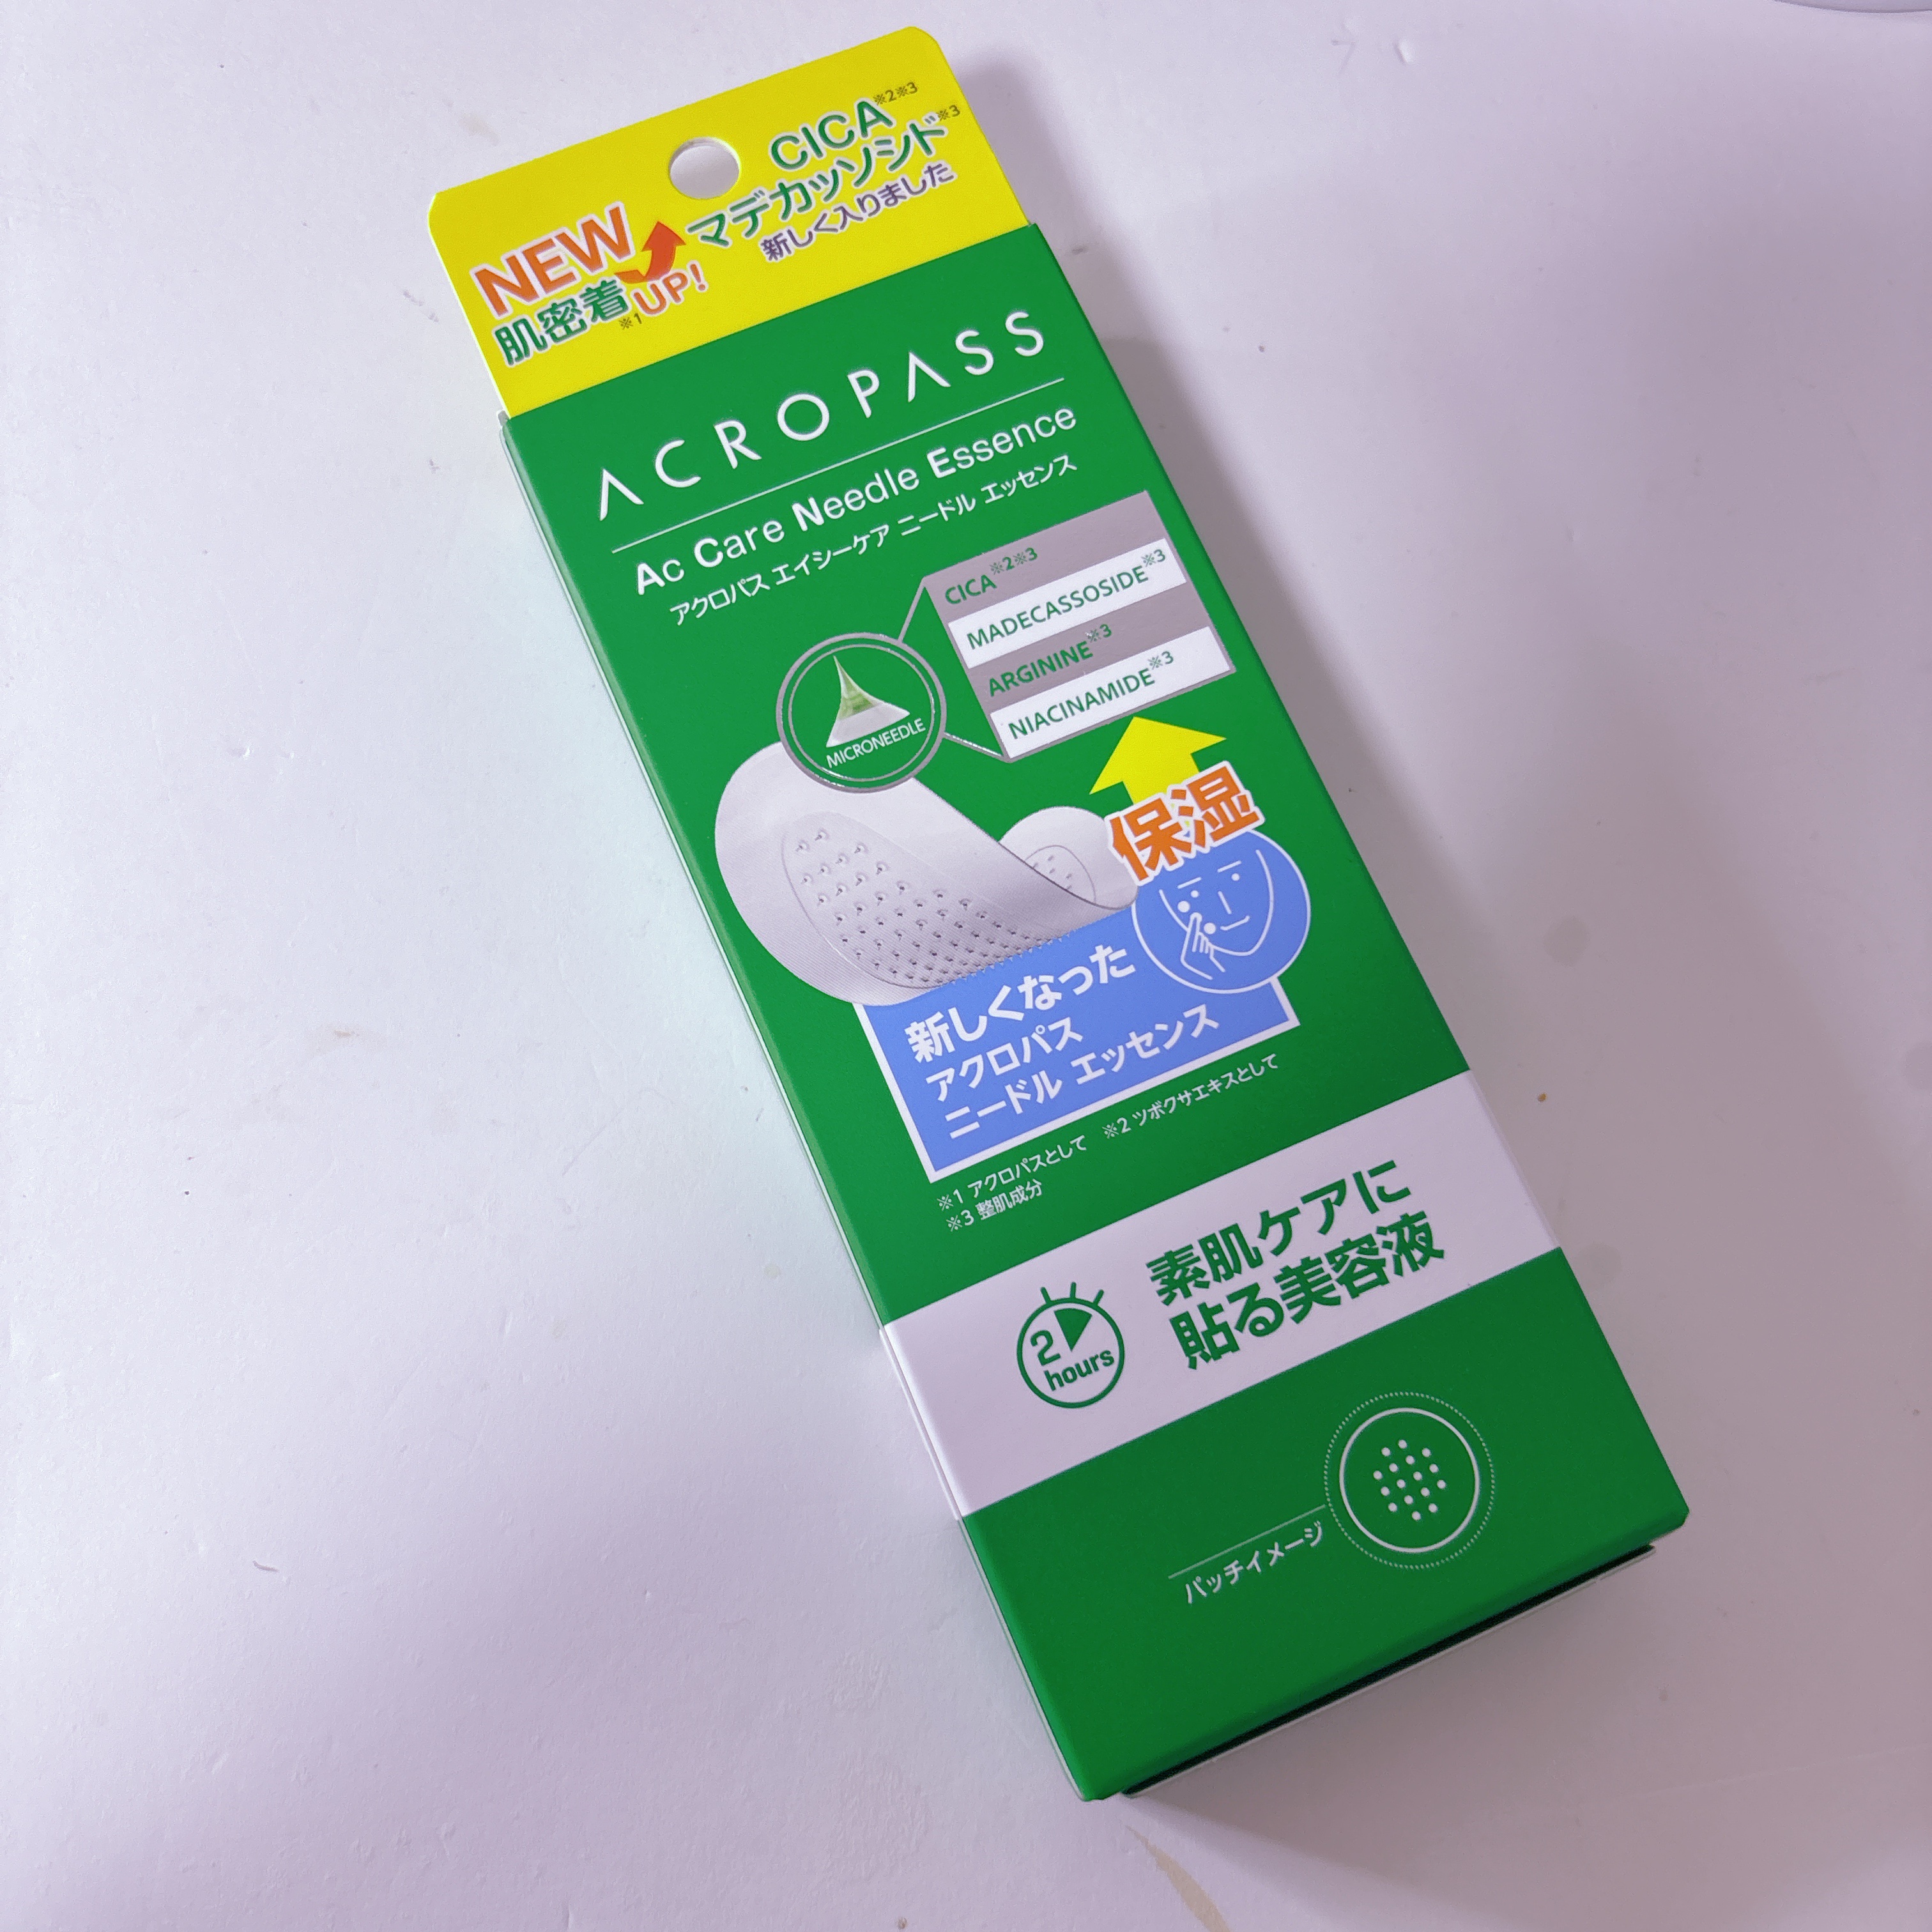 NEW
肌密着※1UP!
CICA※2※3
マデカッソシド※3
新しく入りました
ACROPASS
Ac Care Needle Essence
アクロパス エイシーケア ニードル エッセンス
CICA※2※3
MADECASSOSIDE※3
ARGININE※3
NIACINAMIDE※3
MICRONEEDLE
保湿
新しくなった
アクロパス
ニードル エッセンス
※1 アクロパスとして ※2 ツボクサエキスとして
※3 整肌成分
2
hours
素肌ケアに
貼る美容液
パッチイメージ